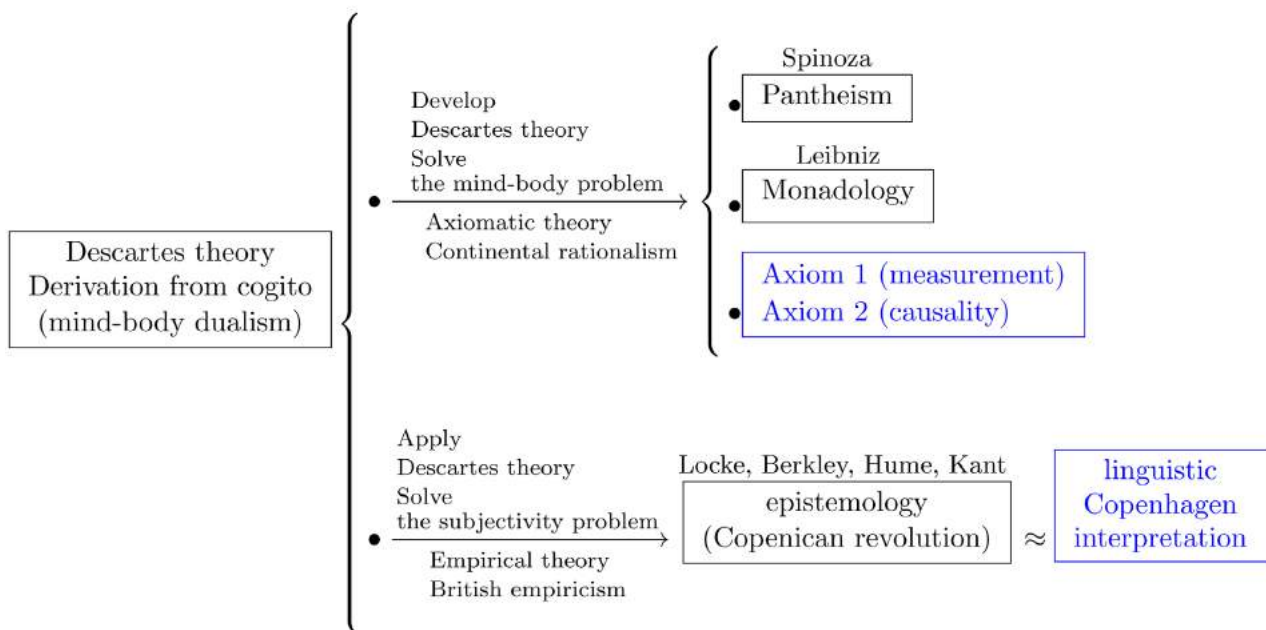 Descartes theory
Derivation from cogito
(mind-body dualism)
Develop
Descartes theory
Solve
the mind-body problem
Axiomatic theory
Continental rationalism
Spinoza
• Pantheism
Leibniz
• Monadology
Axiom 1 (measurement)
• Axiom 2 (causality)
Apply
Descartes theory
Solve
the subjectivity problem
Empirical theory
British empiricism
Locke, Berkley, Hume, Kant
epistemology
(Copenican revolution)
≈
linguistic
Copenhagen
interpretation